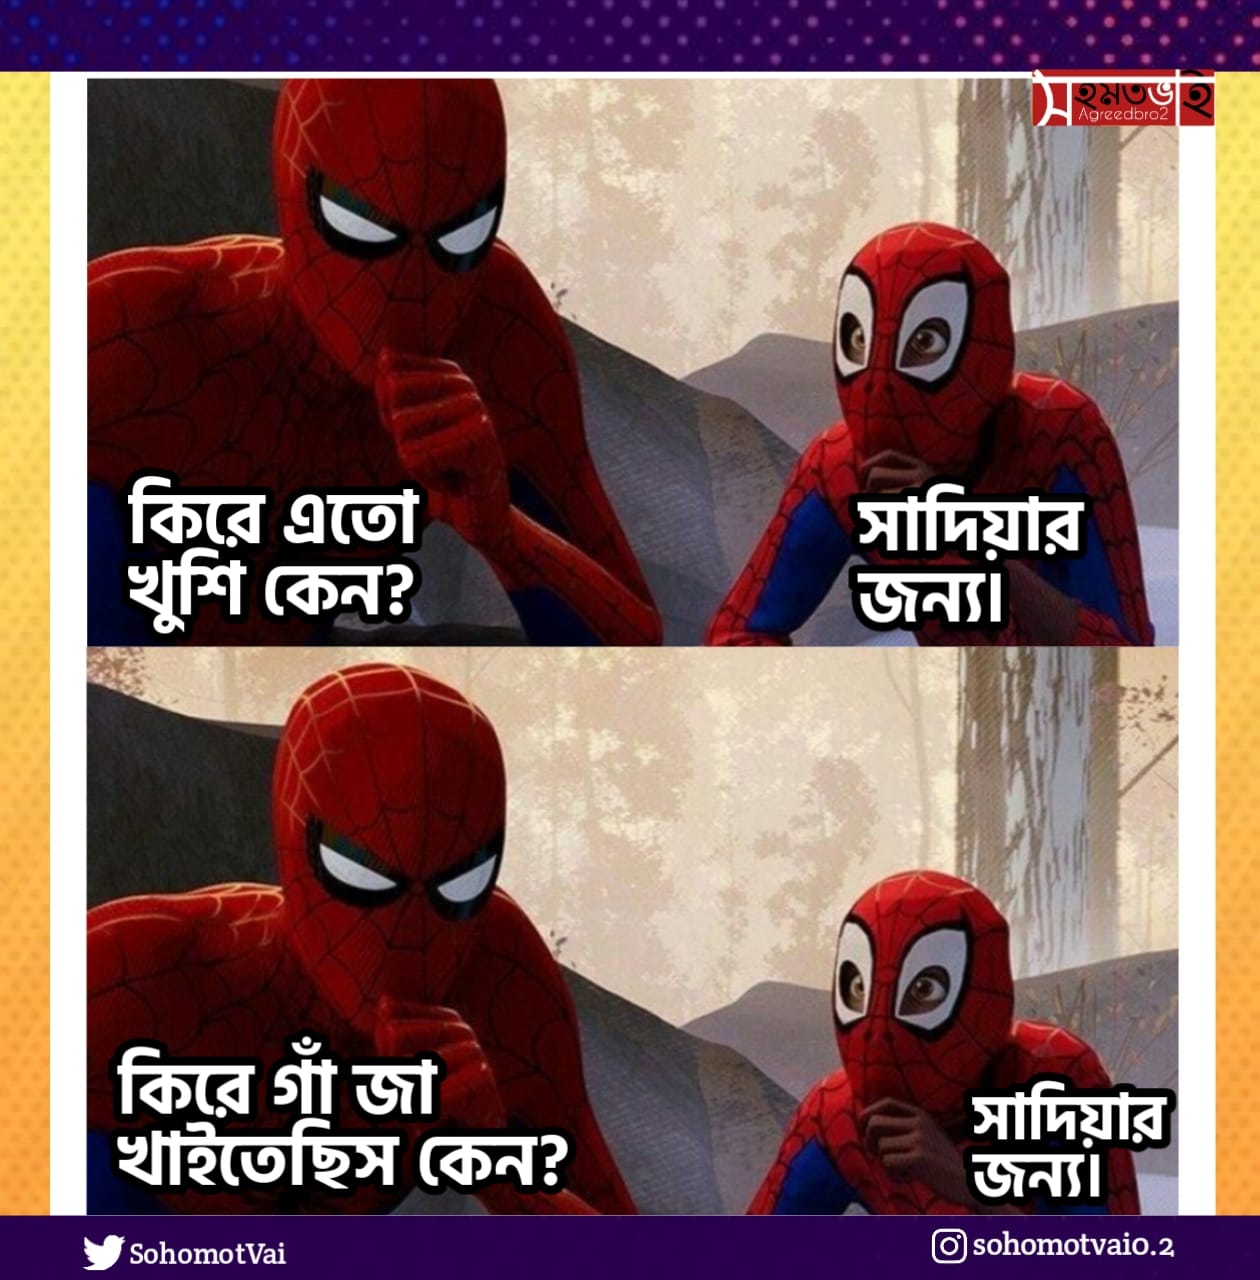 সহমতভাই
Agreedbro2
কিরে এতো
খুশি কেন?
সাদিয়ার
জন্য।
কিরে গাঁ জা
খাইতেছিস কেন?
সাদিয়ার
জন্য।
SohomotVai
sohomotvaio.2